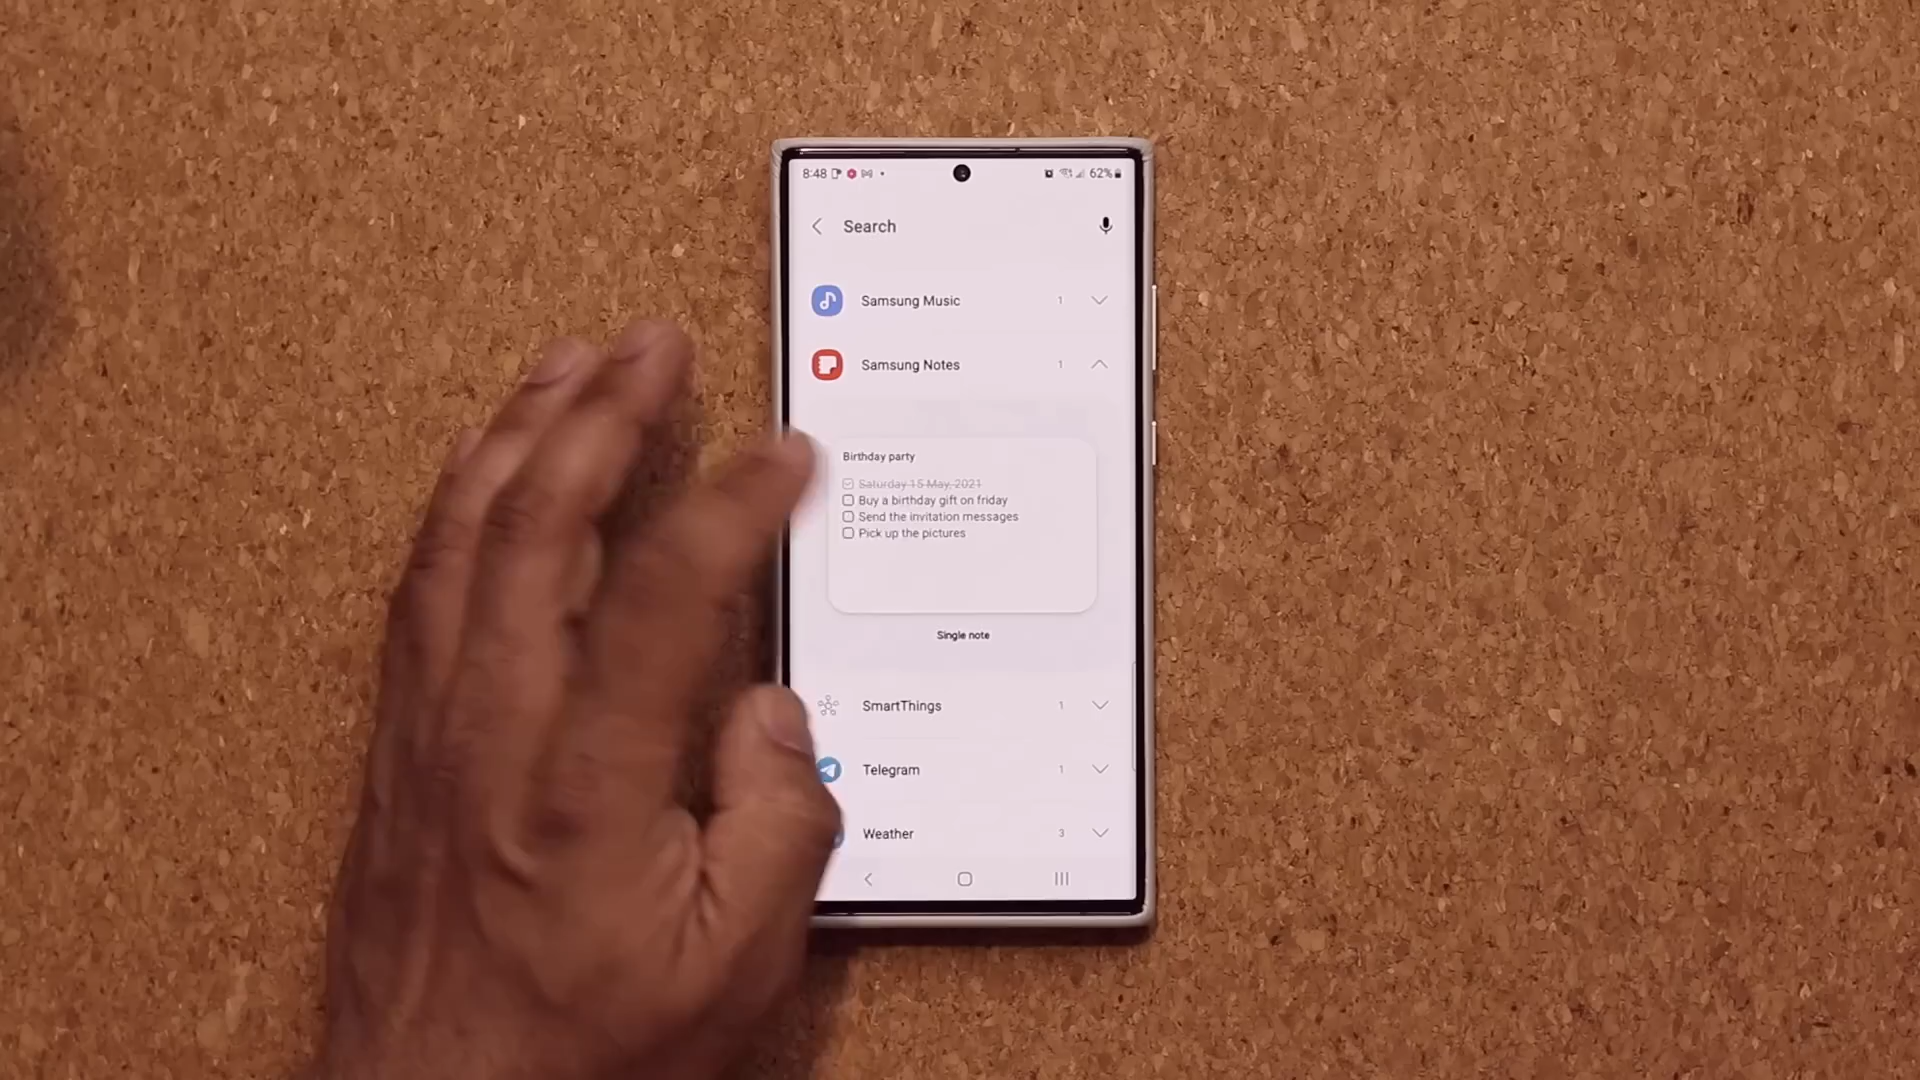 8:48 62%
Search
Samsung Music 1
Samsung Notes 1
Birthday party
Saturday 15 May, 2021
Buy a birthday gift on friday
Send the invitation messages
Pick up the pictures
Single note
SmartThings 1
Telegram 1
Weather 3